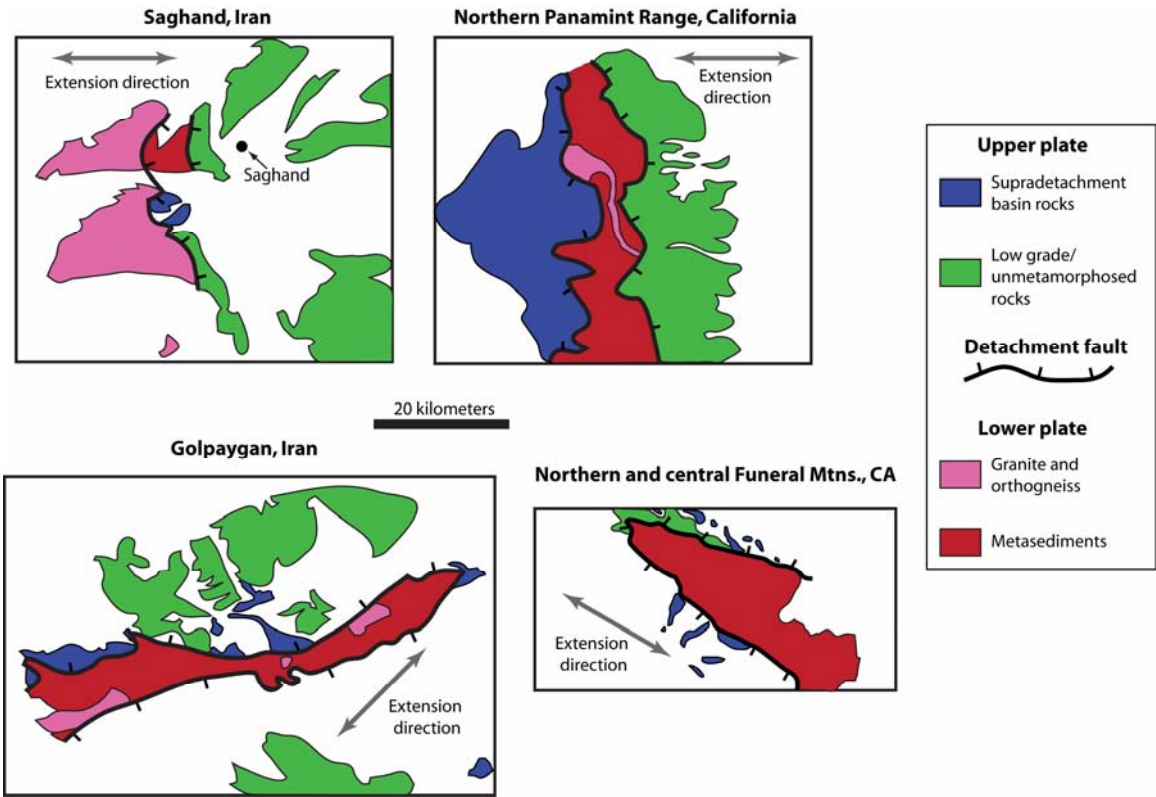 Saghand, Iran
Extension direction
Saghand
Northern Panamint Range, California
Extension
direction
Upper plate
Supradetachment
basin rocks
Low grade/
unmetamorphosed
rocks
Detachment fault
Lower plate
Granite and
orthogneiss
Metasediments
20 kilometers
Golpaygan, Iran
Extension
direction
Northern and central Funeral Mtns., CA
Extension
direction